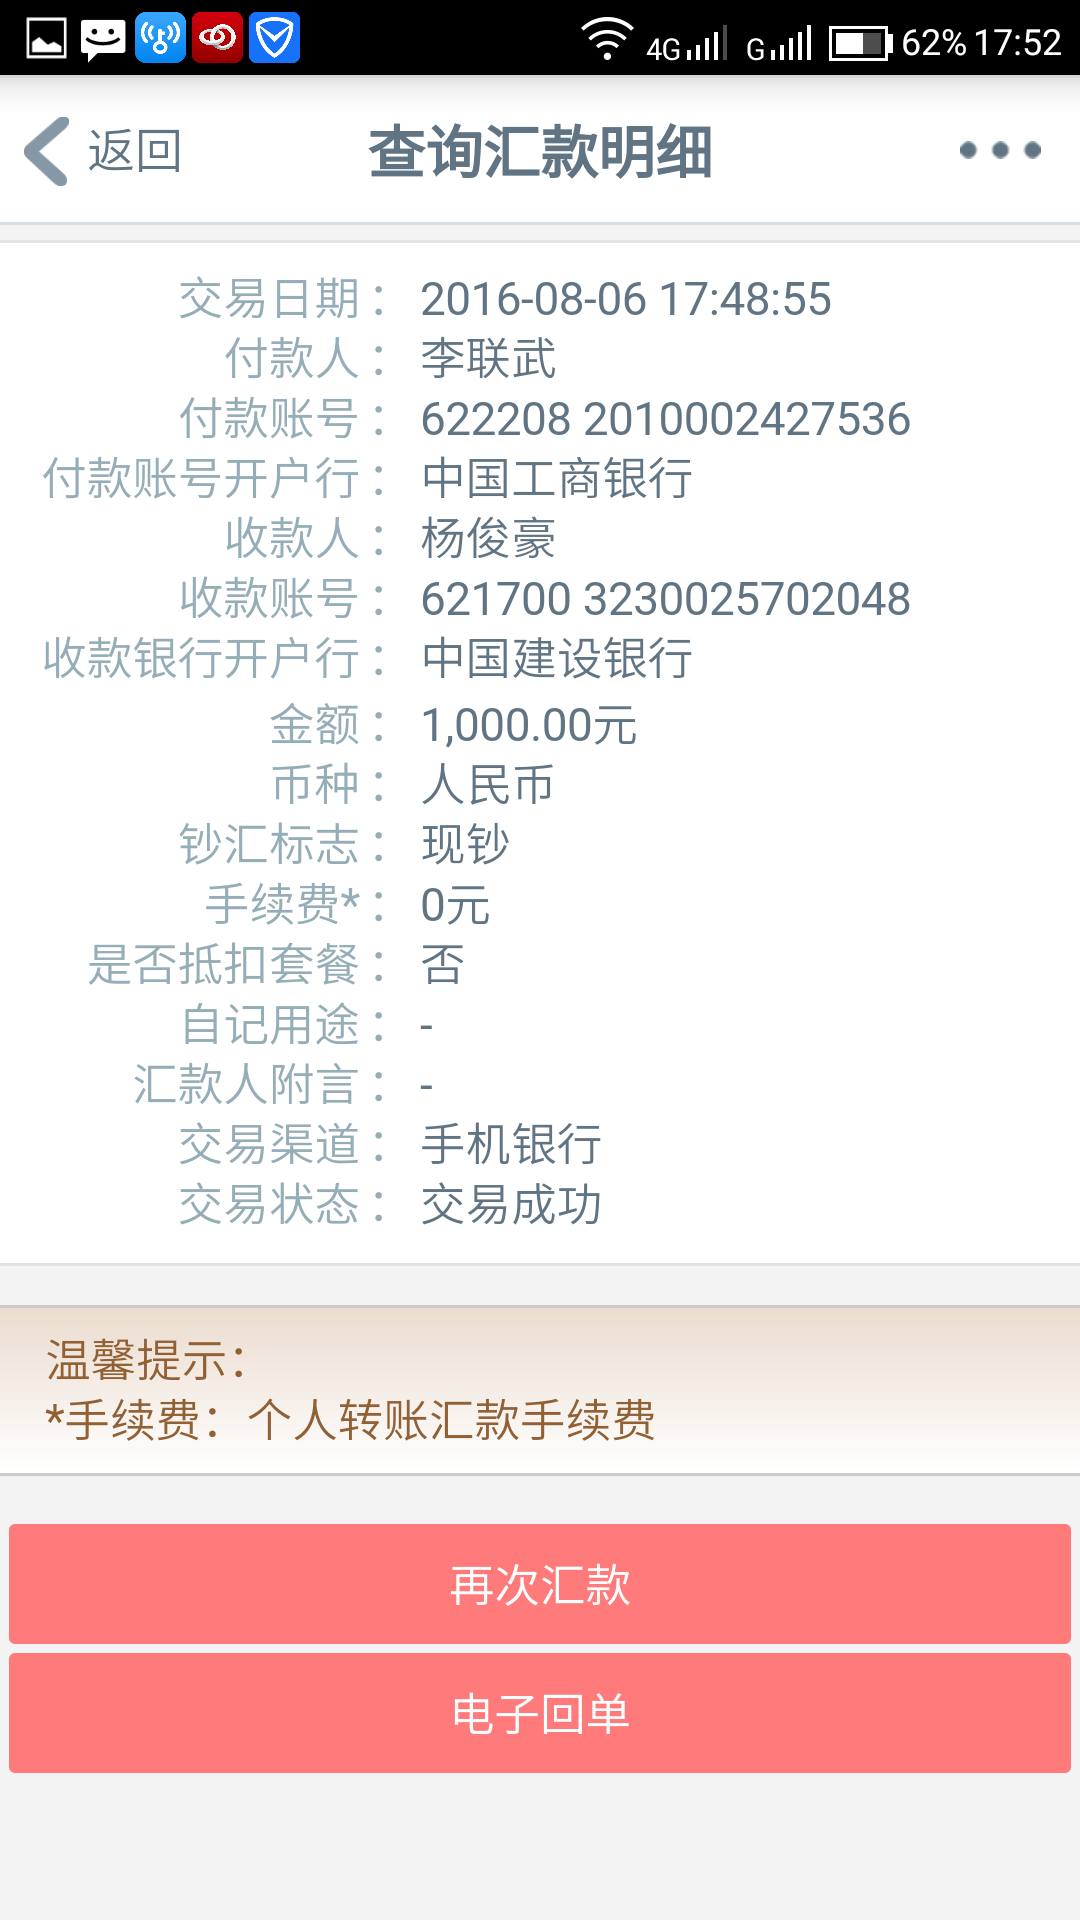 4G G 62% 17:52
返回 查询汇款明细
交易日期： 2016-08-06 17:48:55
付款人： 李联武
付款账号： 622208 2010002427536
付款账号开户行： 中国工商银行
收款人： 杨俊豪
收款账号： 621700 3230025702048
收款银行开户行： 中国建设银行
金额： 1,000.00元
币种： 人民币
钞汇标志： 现钞
手续费*： 0元
是否抵扣套餐： 否
自记用途： -
汇款人附言： -
交易渠道： 手机银行
交易状态： 交易成功
温馨提示：
*手续费：个人转账汇款手续费
再次汇款
电子回单